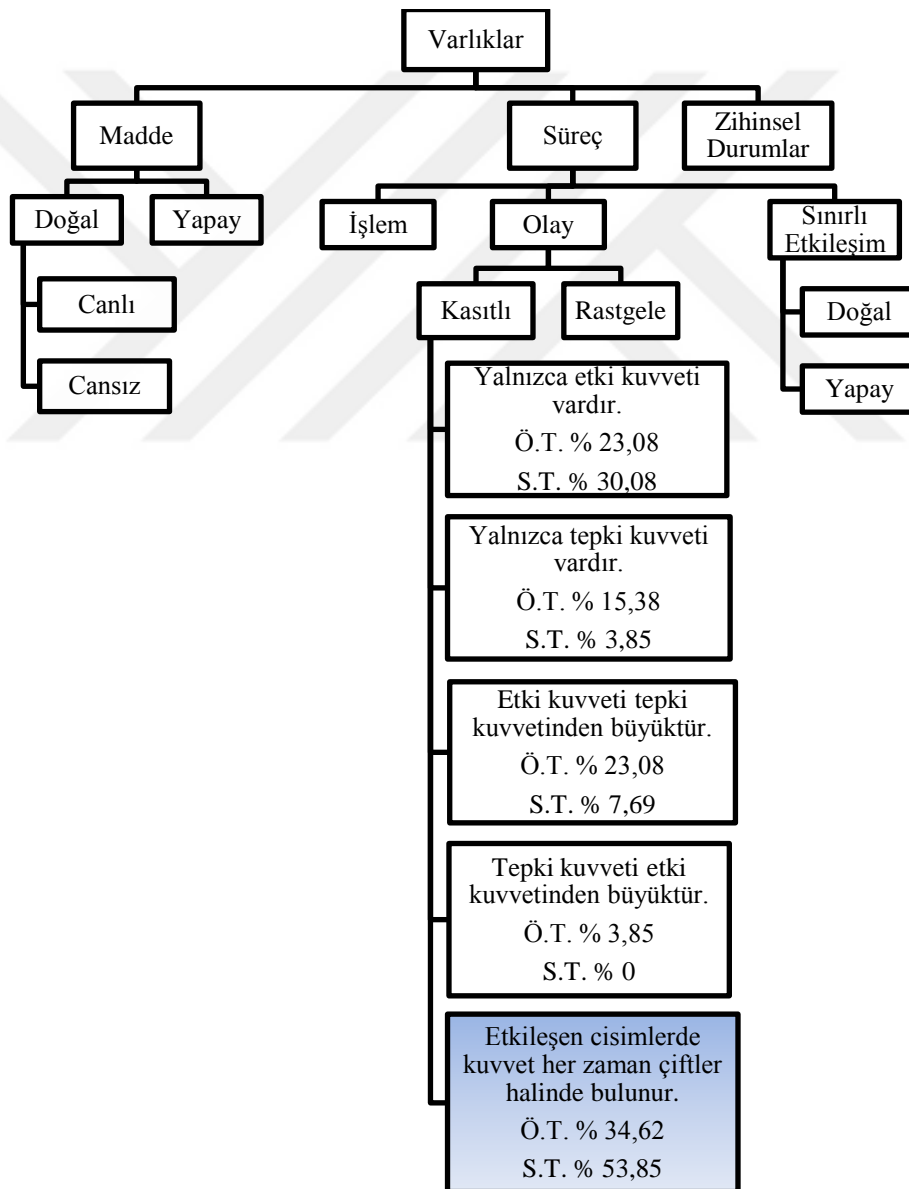 Varlıklar
Madde
Süreç
Zihinsel
Durumlar
Doğal
Yapay
İşlem
Olay
Sınırlı
Etkileşim
Canlı
Cansız
Kasıtlı
Rastgele
Doğal
Yapay
Yalnızca etki kuvveti
vardır.
Ö.T. % 23,08
S.T. % 30,08
Yalnızca tepki kuvveti
vardır.
Ö.T. % 15,38
S.T. % 3,85
Etki kuvveti tepki
kuvvetinden büyüktür.
Ö.T. % 23,08
S.T. % 7,69
Tepki kuvveti etki
kuvvetinden büyüktür.
Ö.T. % 3,85
S.T. % 0
Etkileşen cisimlerde
kuvvet her zaman çiftler
halinde bulunur.
Ö.T. % 34,62
S.T. % 53,85